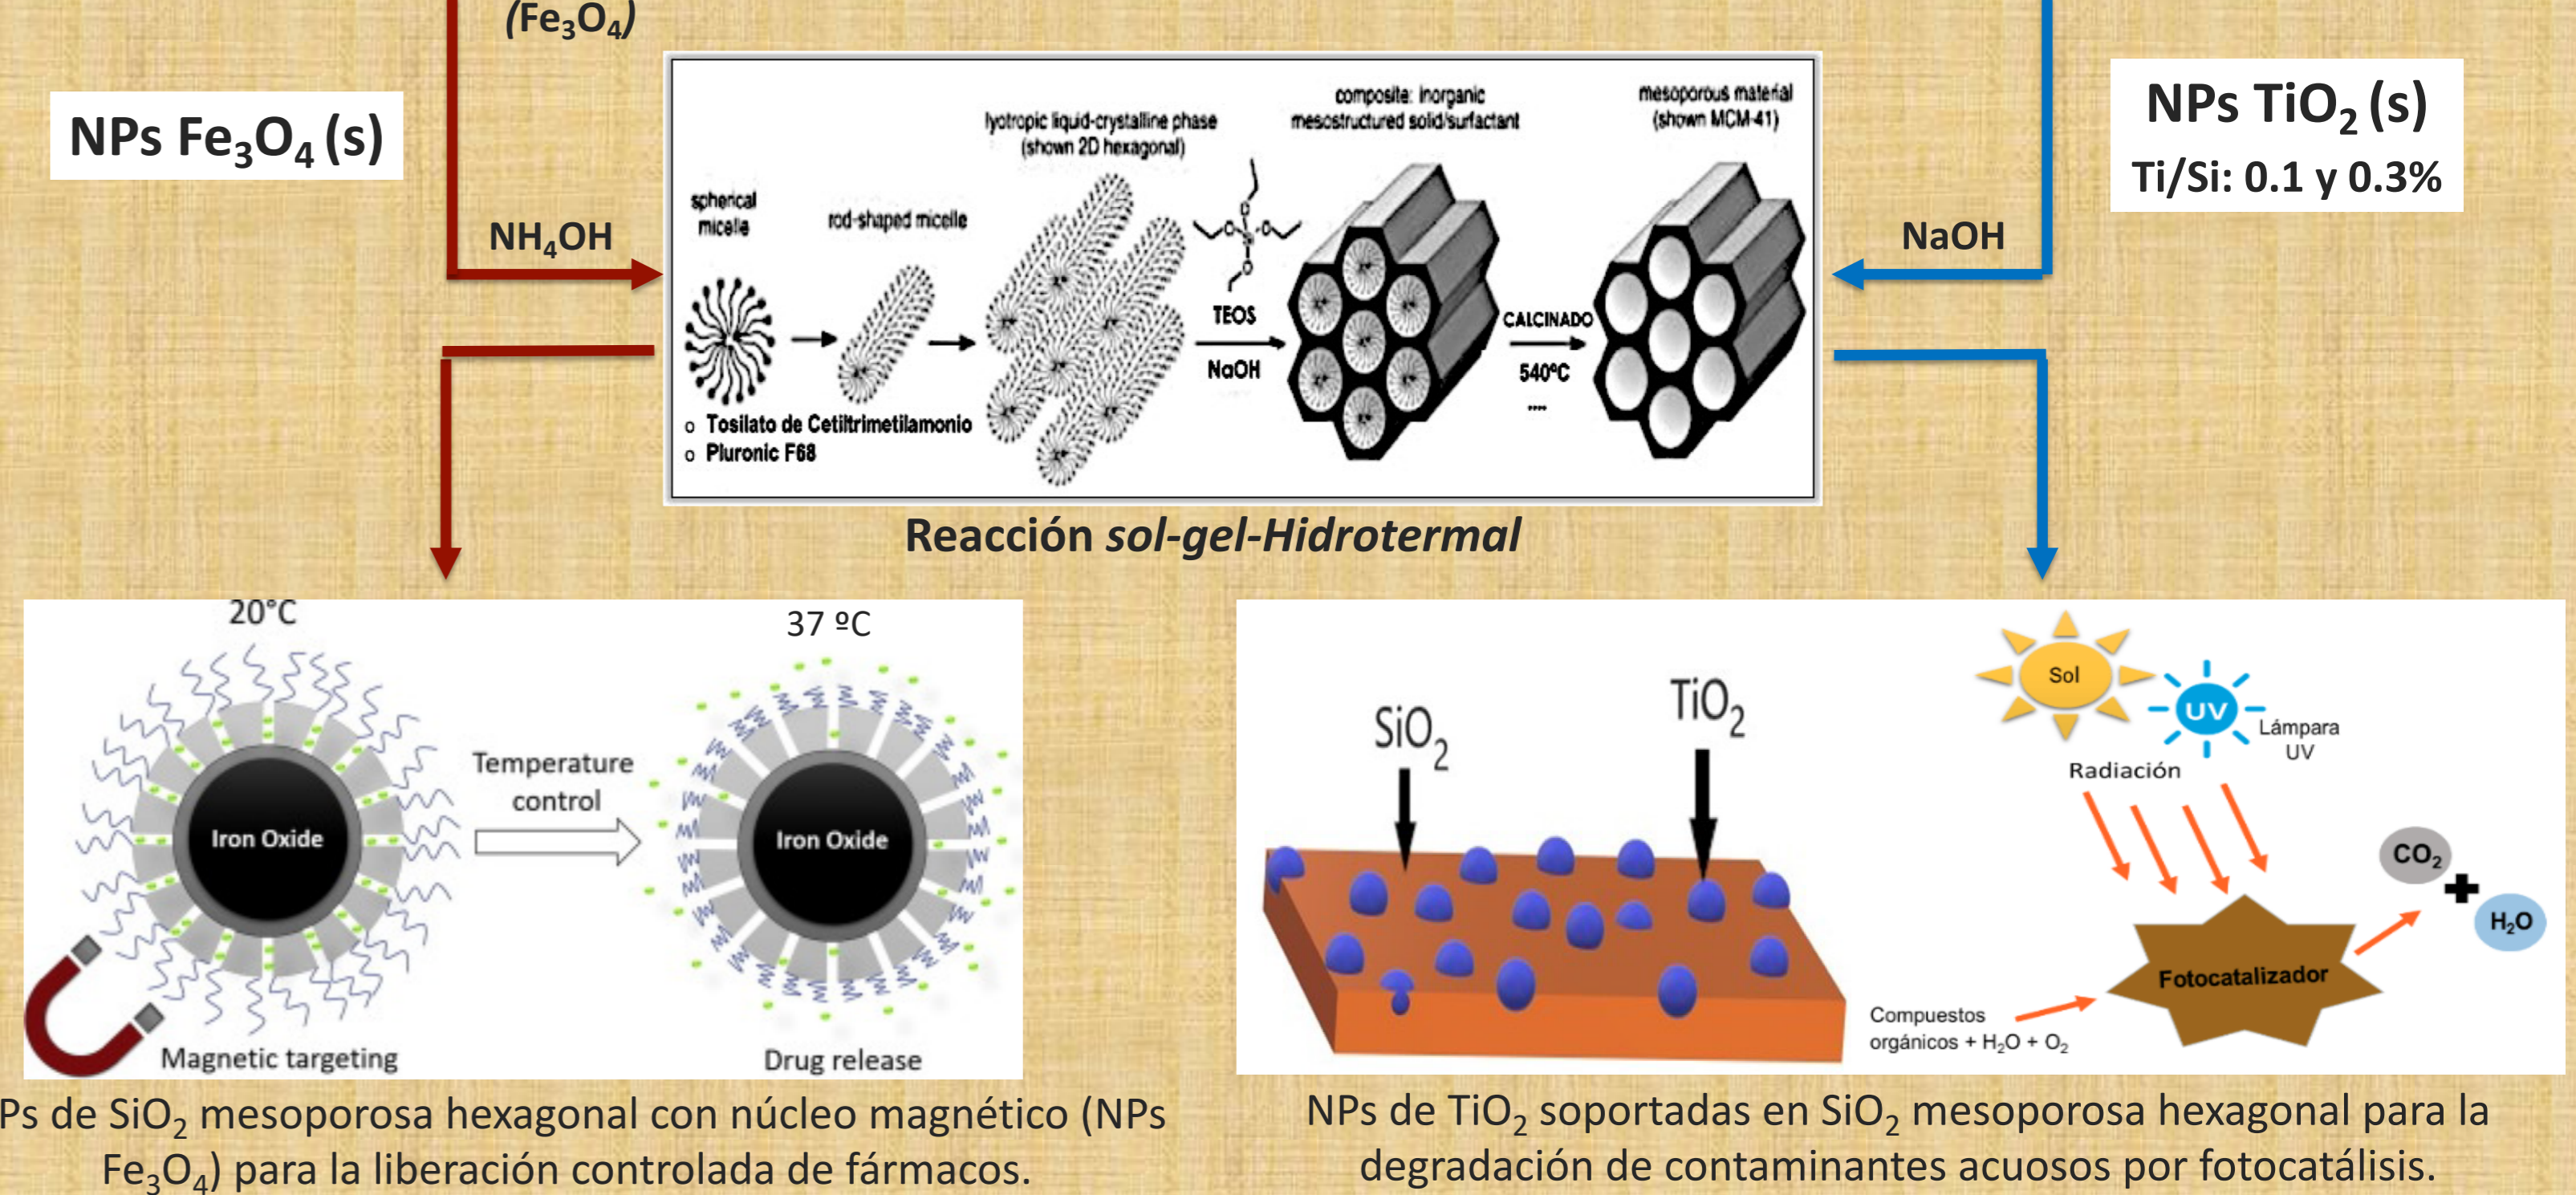 (Fe₃O₄)
NPs Fe₃O₄ (s)
NH₄OH
spherical
micelle
rod-shaped micelle
lyotropic liquid-crystalline phase
(shown 2D hexagonal)
composite: inorganic
mesostructured solid/surfactant
mesoporous material
(shown MCM-41)
O
O Si O
O
TEOS
NaOH
CALCINADO
540ºC
....
o Tosilato de Cetiltrimetilamonio
o Pluronic F68
NPs TiO₂ (s)
Ti/Si: 0.1 y 0.3%
NaOH
Reacción sol-gel-Hidrotermal
20°C
37 ºC
Iron Oxide
Temperature
control
Iron Oxide
Magnetic targeting
Drug release
Ps de SiO₂ mesoporosa hexagonal con núcleo magnético (NPs
Fe₃O₄) para la liberación controlada de fármacos.
SiO₂
TiO₂
Sol
UV
Lámpara
UV
Radiación
CO₂
+
H₂O
Fotocatalizador
Compuestos
orgánicos + H₂O + O₂
NPs de TiO₂ soportadas en SiO₂ mesoporosa hexagonal para la
degradación de contaminantes acuosos por fotocatálisis.